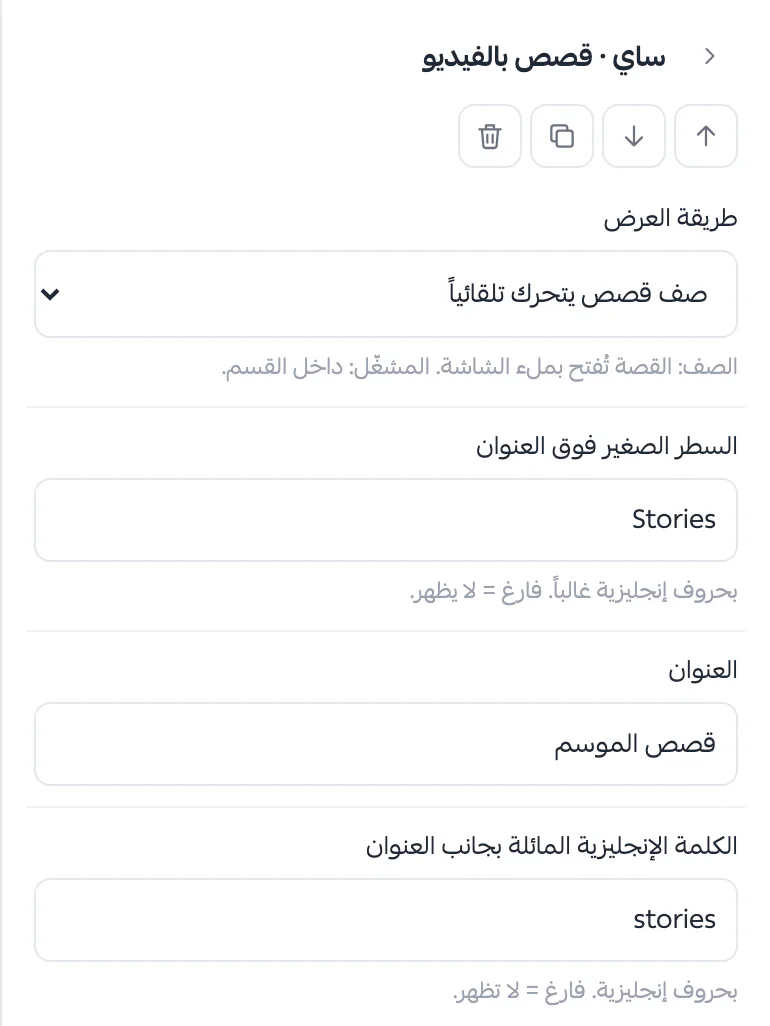 ساي · قصص بالفيديو
طريقة العرض
صف قصص يتحرك تلقائياً
الصف: القصة تُفتح بملء الشاشة. المشغّل: داخل القسم.
السطر الصغير فوق العنوان
Stories
بحروف إنجليزية غالباً. فارغ = لا يظهر.
العنوان
قصص الموسم
الكلمة الإنجليزية المائلة بجانب العنوان
stories
بحروف إنجليزية. فارغ = لا تظهر.